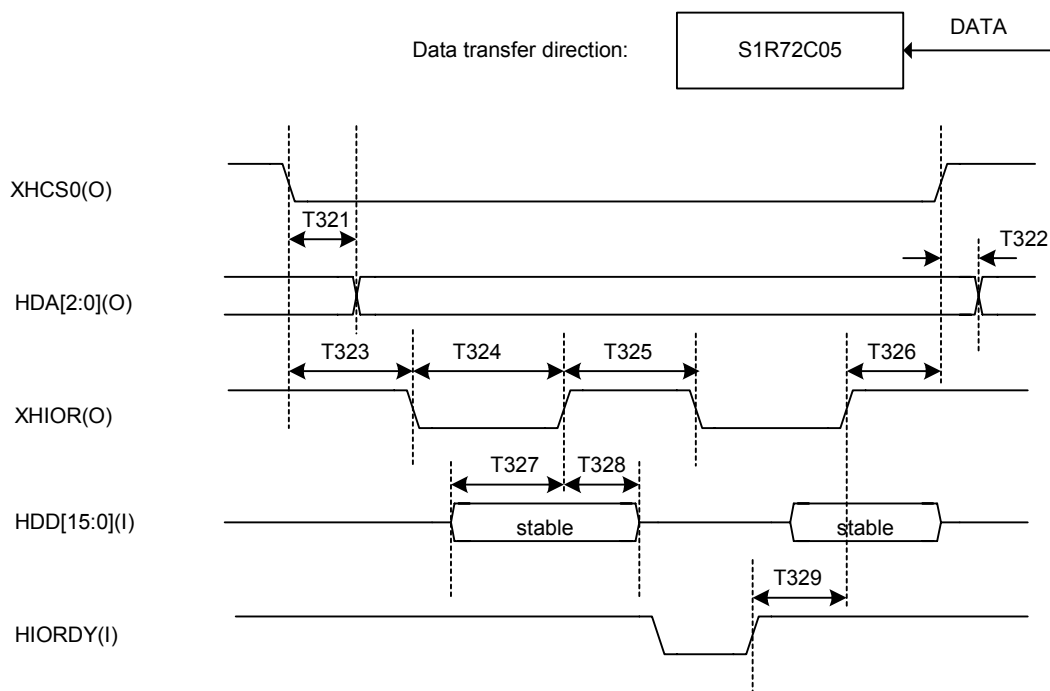 DATA
Data transfer direction:
S1R72C05
XHCS0(O)
T321
T322
HDA[2:0](O)
T323
T324
T325
T326
XHIOR(O)
T327
T328
HDD[15:0](I)
stable
stable
T329
HIORDY(I)